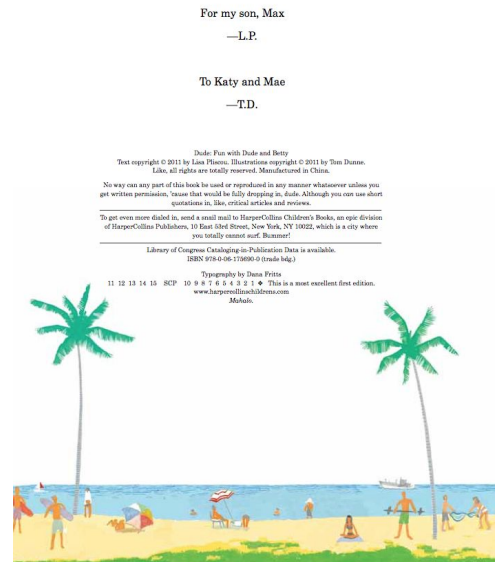 For my son, Max
—L.P.
To Katy and Mae
—T.D.
Dude: Fun with Dude and Betty
Text copyright © 2011 by Lisa Pliscou. Illustrations copyright © 2011 by Tom Dunne.
Like, all rights are totally reserved. Manufactured in China.
No way can any part of this book be used or reproduced in any manner whatsoever unless you
get written permission, 'cause that would be fully dropping in, dude. Although you can use short
quotations in, like, critical articles and reviews.
To get even more dialed in, send a snail mail to HarperCollins Children's Books, an epic division
of HarperCollins Publishers, 10 East 53rd Street, New York, NY 10022, which is a city where
you totally cannot surf. Bummer!
Library of Congress Cataloging-in-Publication Data is available.
ISBN 978-0-06-175690-0 (trade bdg.)
Typography by Dana Fritts
11 12 13 14 15 SCP 10 9 8 7 6 5 4 3 2 1 ❖ This is a most excellent first edition.
www.harpercollinschildrens.com
Mahalo.